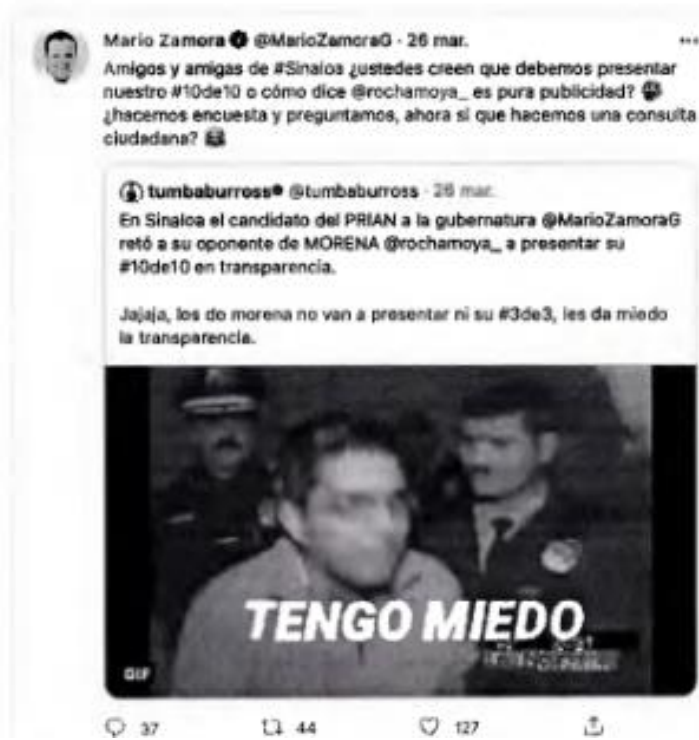 Mario Zamora @MarioZamoraG · 26 mar.
Amigos y amigas de #Sinaloa ¿ustedes creen que debemos presentar
nuestro #10de10 o cómo dice @rochamoya_ es pura publicidad?
¿hacemos encuesta y preguntamos, ahora si que hacemos una consulta
ciudadana?
tumbaburross @tumbaburross · 26 mar.
En Sinaloa el candidato del PRIAN a la gubernatura @MarioZamoraG
retó a su oponente de MORENA @rochamoya_ a presentar su
#10de10 en transparencia.
Jajaja, los de morena no van a presentar ni su #3de3, les da miedo
la transparencia.
TENGO MIEDO
GIF
37 44 127